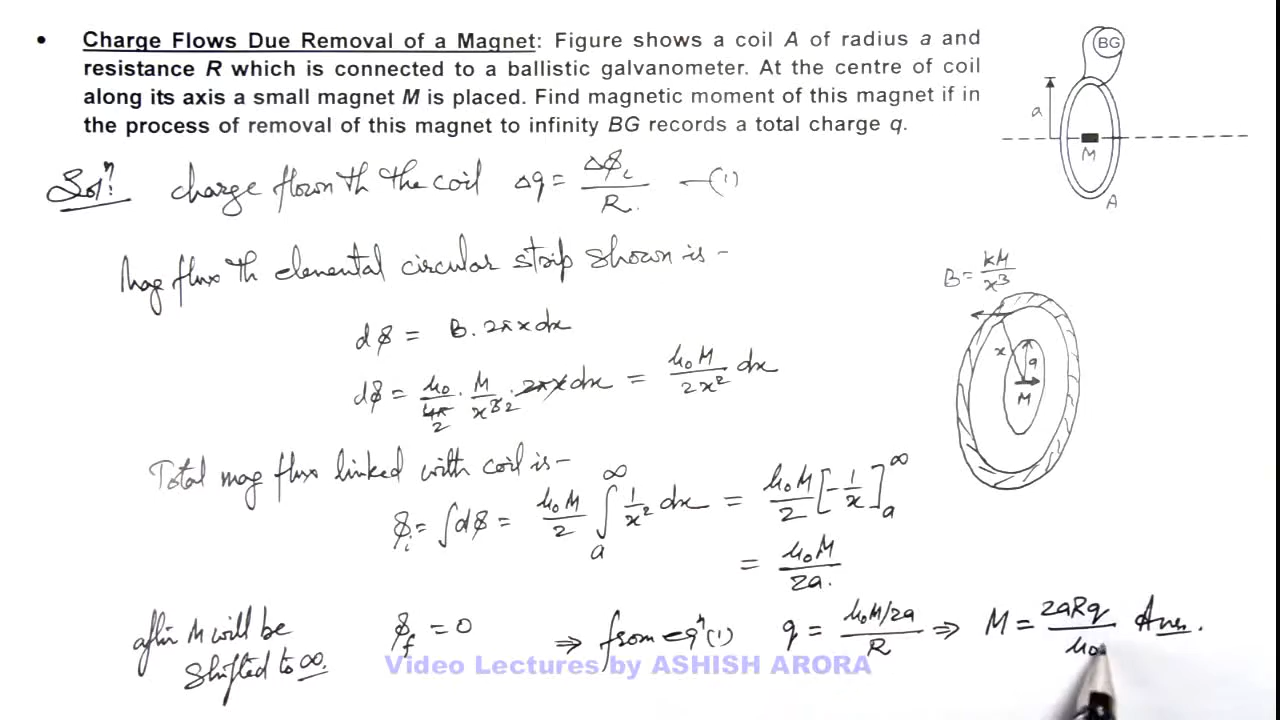 • Charge Flows Due Removal of a Magnet: Figure shows a coil A of radius a and
resistance R which is connected to a ballistic galvanometer. At the centre of coil
along its axis a small magnet M is placed. Find magnetic moment of this magnet if in
the process of removal of this magnet to infinity BG records a total charge q.
BG
a
M
A
Solⁿ. charge flown th the coil Δq = Δφᵢ/R —(1)
Mag flux th elemental circular strip shown is –
B = kM/x³
dφ = B. 2πx dx
dφ = μ₀/4π 2 . M/x³ 2 . 2πx dx = μ₀M/2x² dx
x
a
M
Total mag flux linked with coil is –
φᵢ = ∫dφ = μ₀M/2 ∫ₐ^∞ 1/x² dx = μ₀M/2 [-1/x]ₐ^∞
= μ₀M/2a.
after M will be
shifted to ∞.
φf = 0 ⇒ from eqⁿ(1) q = μ₀M/2a / R ⇒ M = 2aRq/μ₀ Ans.
Video Lectures by ASHISH ARORA